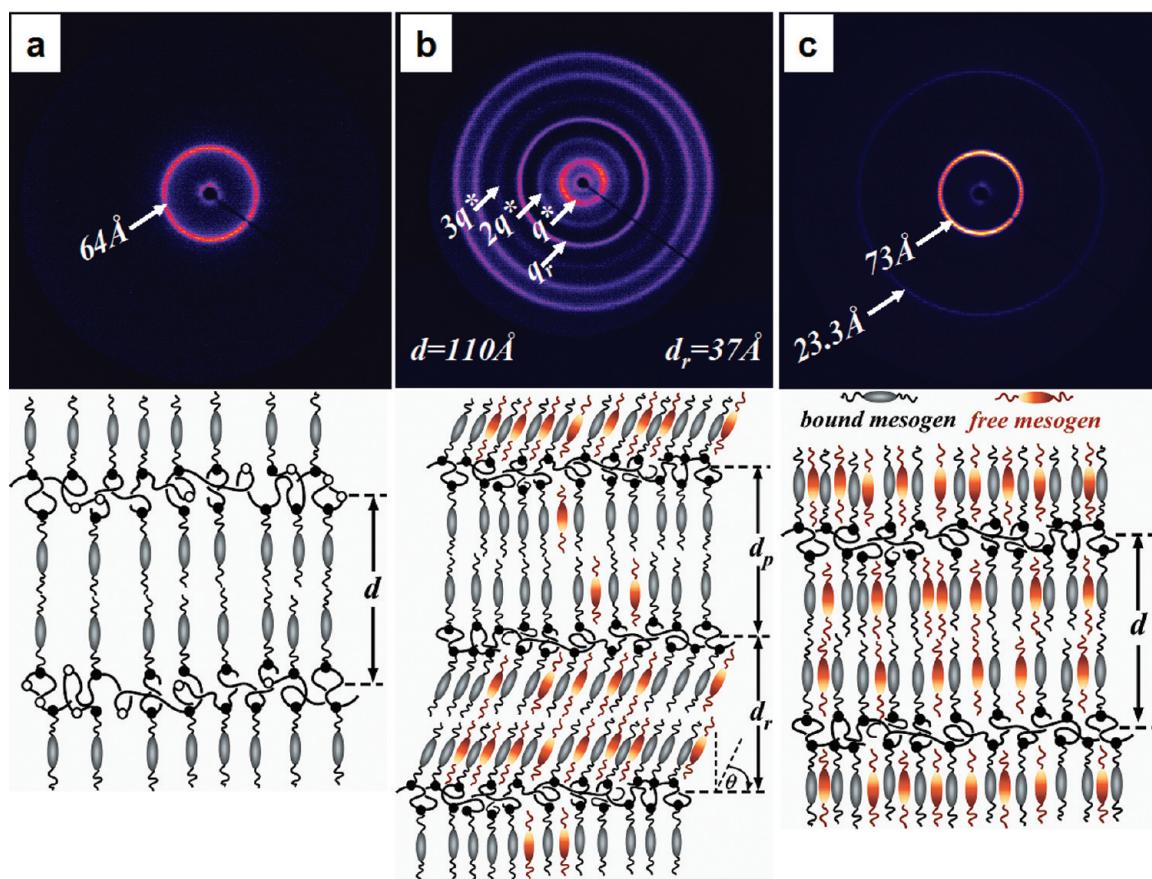 a
64Å
b
3q*
2q*
q*
q_r
d=110Å
d_r=37Å
c
73Å
23.3Å
bound mesogen
free mesogen
d
d_p
d_r
θ
d